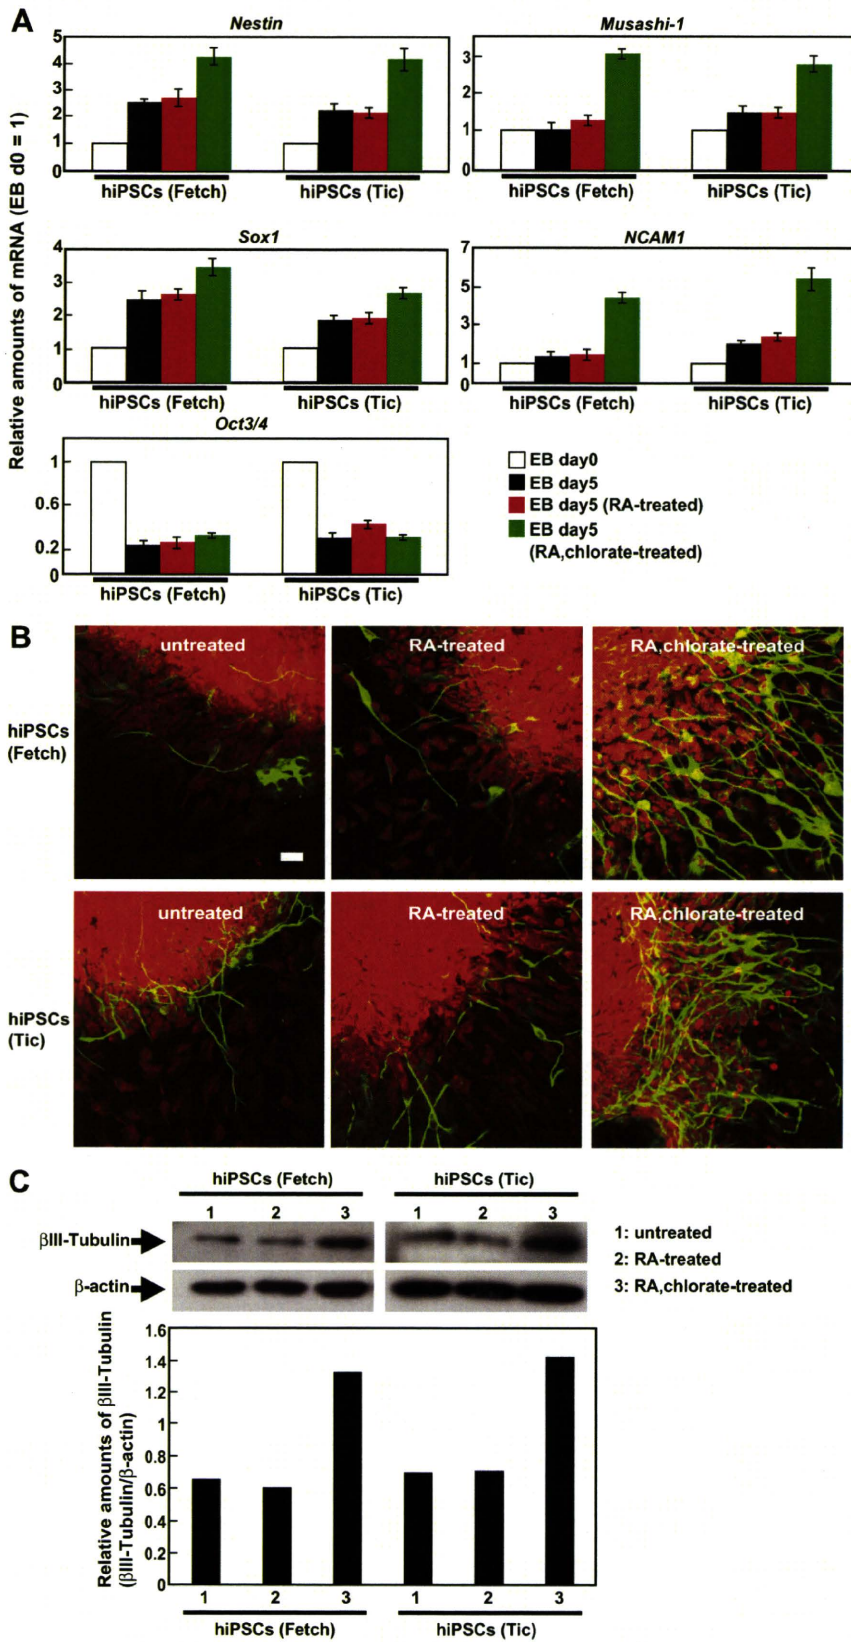 A
Nestin
Musashi-1
Relative amounts of mRNA (EB d0 = 1)
5
4
3
2
1
0
hiPSCs (Fetch)
hiPSCs (Tic)
3
2
1
0
hiPSCs (Fetch)
hiPSCs (Tic)
Sox1
NCAM1
4
3
2
1
0
hiPSCs (Fetch)
hiPSCs (Tic)
7
5
3
1
0
hiPSCs (Fetch)
hiPSCs (Tic)
Oct3/4
1
0.6
0.2
0
hiPSCs (Fetch)
hiPSCs (Tic)
EB day0
EB day5
EB day5 (RA-treated)
EB day5
(RA,chlorate-treated)
B
untreated
RA-treated
RA,chlorate-treated
hiPSCs
(Fetch)
untreated
RA-treated
RA,chlorate-treated
hiPSCs
(Tic)
C
hiPSCs (Fetch)
hiPSCs (Tic)
1 2 3
1 2 3
βIII-Tubulin
β-actin
1: untreated
2: RA-treated
3: RA,chlorate-treated
Relative amounts of βIII-Tubulin
(βIII-Tubulin/β-actin)
1.6
1.4
1.2
1
0.8
0.6
0.4
0.2
0
1 2 3
1 2 3
hiPSCs (Fetch)
hiPSCs (Tic)